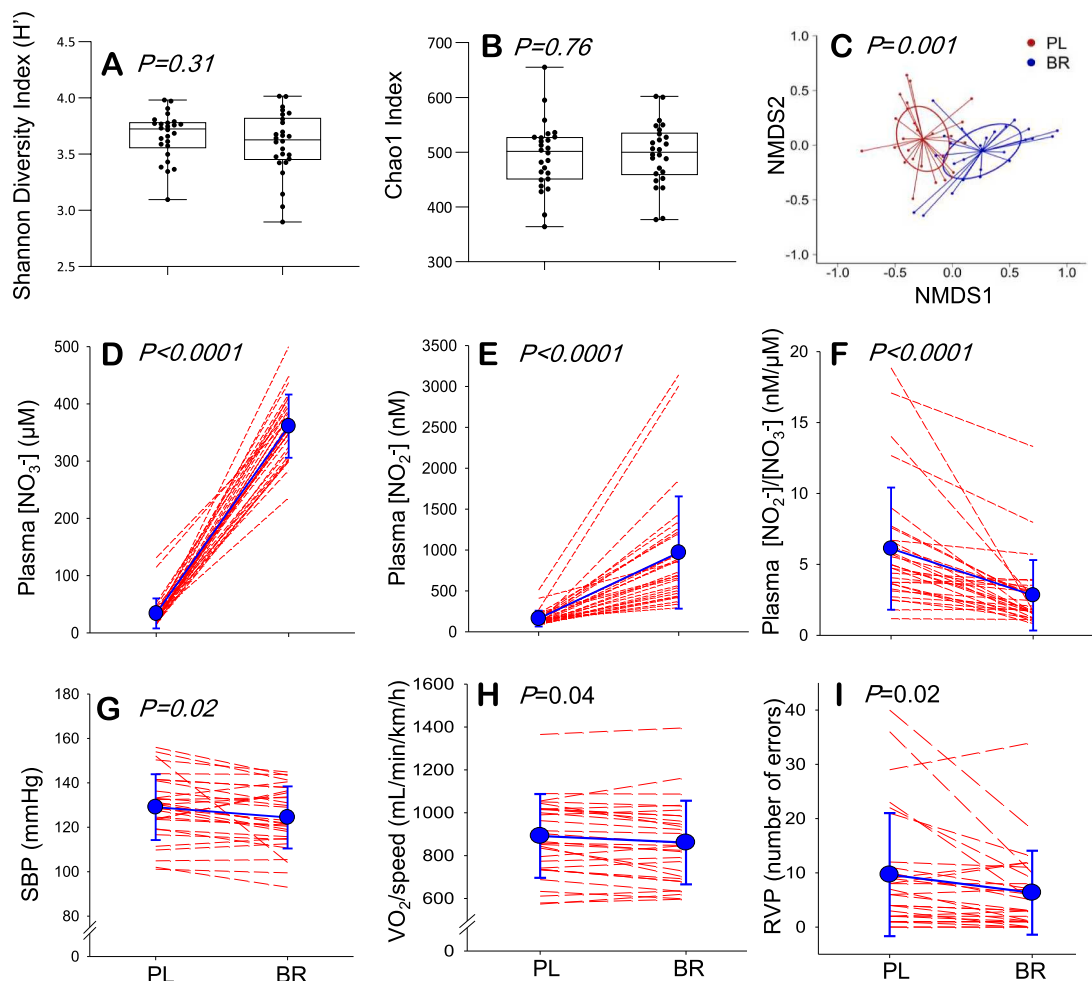 Shannon Diversity Index (H')
A P=0.31
4.5
4.0
3.5
3.0
2.5
Chao1 Index
B P=0.76
700
600
500
400
300
C P=0.001
PL
BR
NMDS2
1.0
0.5
0.0
-0.5
-1.0
-1.0 -0.5 0.0 0.5 1.0
NMDS1
D P<0.0001
Plasma [NO3-] (µM)
500
400
300
200
100
0
E P<0.0001
Plasma [NO2-] (nM)
3500
3000
2500
2000
1500
1000
500
0
F P<0.0001
Plasma [NO2-]/[NO3-] (nM/µM)
20
15
10
5
0
G P=0.02
SBP (mmHg)
180
160
140
120
100
80
0
PL BR
H P=0.04
VO2/speed (mL/min/km/h)
1600
1400
1200
1000
800
600
0
PL BR
I P=0.02
RVP (number of errors)
40
30
20
10
0
PL BR